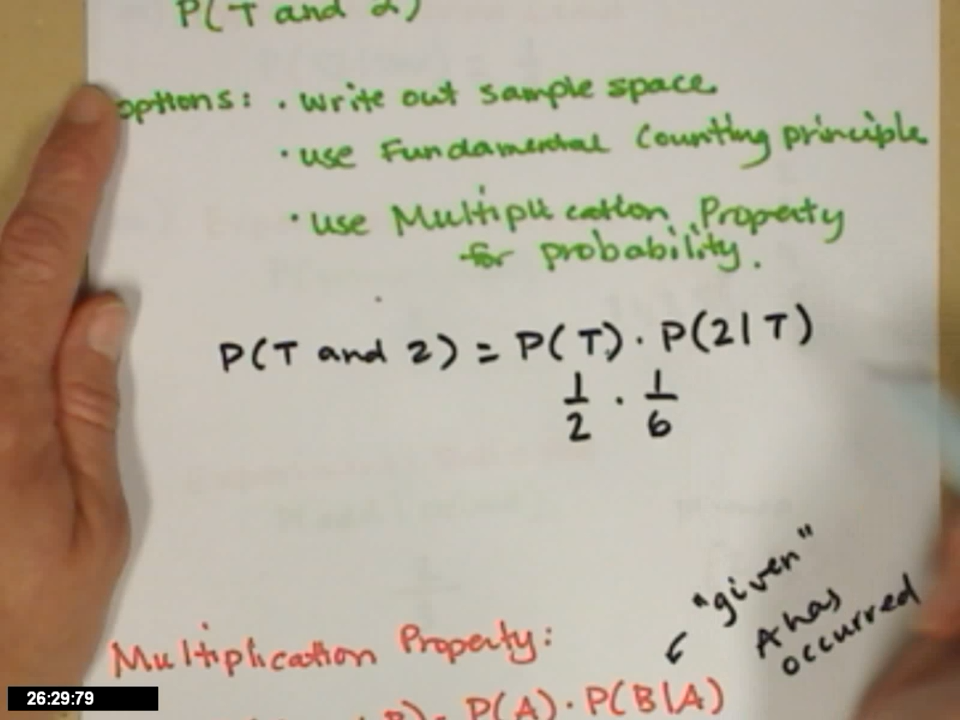 P(T and 2)
options: . write out sample space.
. use Fundamental Counting principle
. use Multiplication Property
for probability.
P(T and 2) = P(T) · P(2|T)
1/2 · 1/6
"given"
A has
occurred
Multiplication Property:
P(A) · P(B|A)
26:29:79